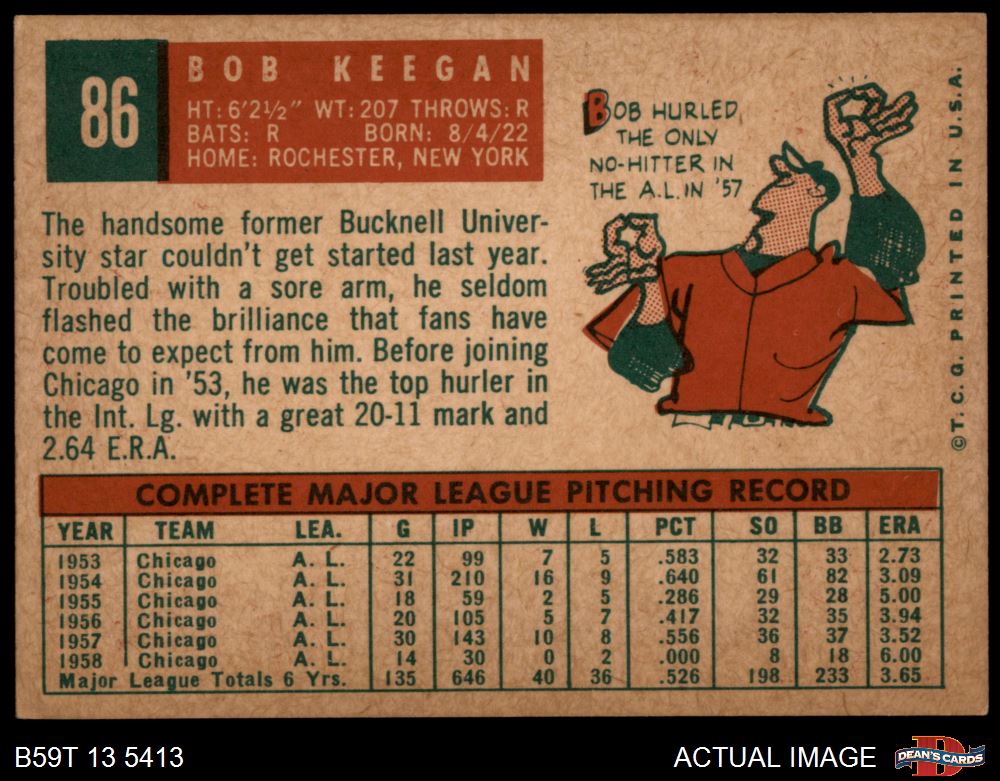 86
BOB KEEGAN
HT: 6'2½" WT: 207 THROWS: R
BATS: R BORN: 8/4/22
HOME: ROCHESTER, NEW YORK
The handsome former Bucknell Univer-
sity star couldn't get started last year.
Troubled with a sore arm, he seldom
flashed the brilliance that fans have
come to expect from him. Before joining
Chicago in '53, he was the top hurler in
the Int. Lg. with a great 20-11 mark and
2.64 E.R.A.
BOB HURLED
THE ONLY
NO-HITTER IN
THE A.L. IN '57
©T. C. G. PRINTED IN U.S.A.
COMPLETE MAJOR LEAGUE PITCHING RECORD
YEAR TEAM LEA. G IP W L PCT SO BB ERA
1953 Chicago A. L. 22 99 7 5 .583 32 33 2.73
1954 Chicago A. L. 31 210 16 9 .640 61 82 3.09
1955 Chicago A. L. 18 59 2 5 .286 29 28 5.00
1956 Chicago A. L. 20 105 5 7 .417 32 35 3.94
1957 Chicago A. L. 30 143 10 8 .556 36 37 3.52
1958 Chicago A. L. 14 30 0 2 .000 8 18 6.00
Major League Totals 6 Yrs. 135 646 40 36 .526 198 233 3.65
B59T 13 5413
ACTUAL IMAGE
D
DEAN'S CARDS